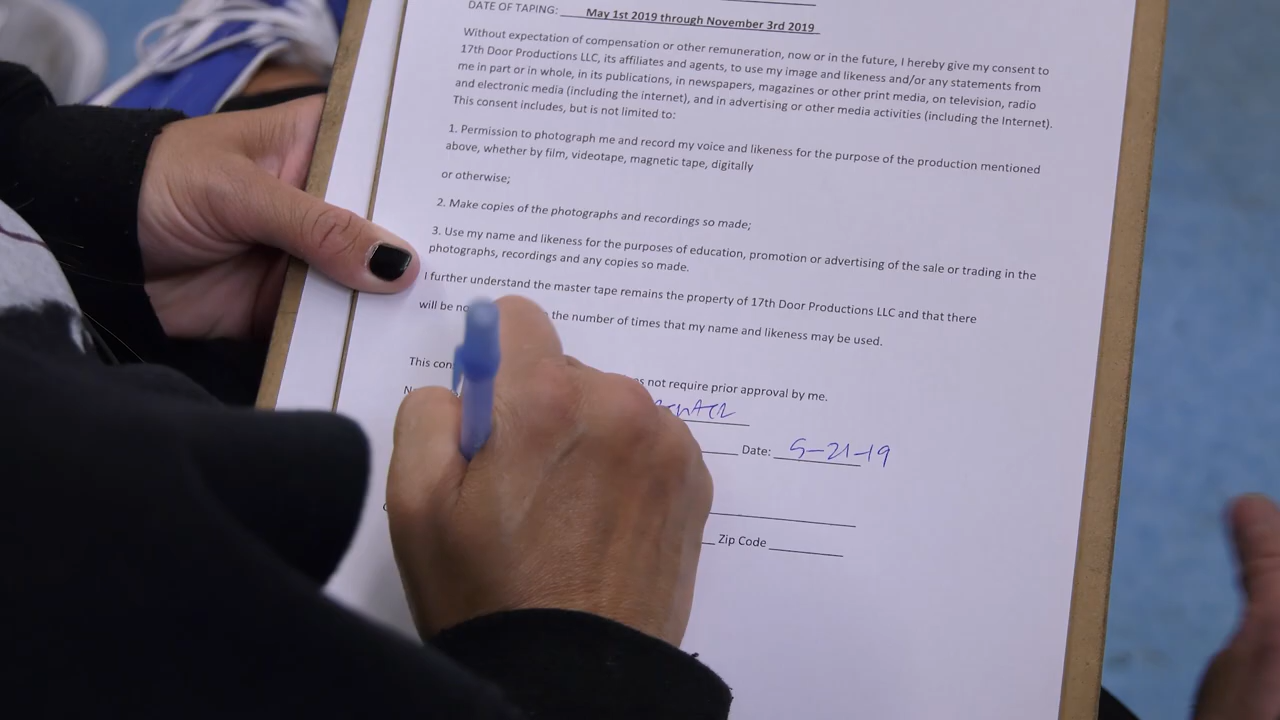 DATE OF TAPING: May 1st 2019 through November 3rd 2019
Without expectation of compensation or other remuneration, now or in the future, I hereby give my consent to
17th Door Productions LLC, its affiliates and agents, to use my image and likeness and/or any statements from
me in part or in whole, in its publications, in newspapers, magazines or other print media, on television, radio
and electronic media (including the internet), and in advertising or other media activities (including the Internet).
This consent includes, but is not limited to:
1. Permission to photograph me and record my voice and likeness for the purpose of the production mentioned
above, whether by film, videotape, magnetic tape, digitally
or otherwise;
2. Make copies of the photographs and recordings so made;
3. Use my name and likeness for the purposes of education, promotion or advertising of the sale or trading in the
photographs, recordings and any copies so made.
I further understand the master tape remains the property of 17th Door Productions LLC and that there
will be the number of times that my name and likeness may be used.
This not require prior approval by me.
Date: 5-21-19
Zip Code